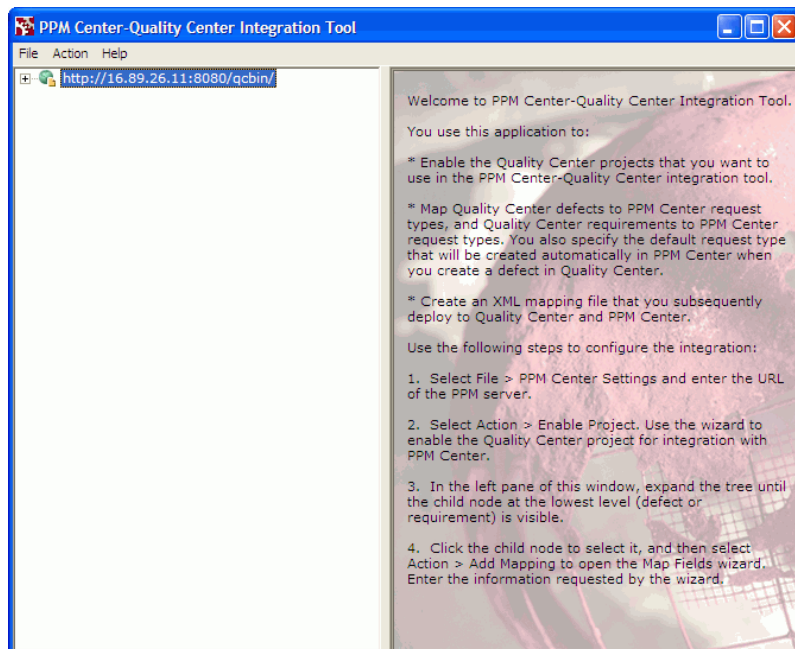 PPM Center-Quality Center Integration Tool
File Action Help
http://16.89.26.11:8080/qcbin/
Welcome to PPM Center-Quality Center Integration Tool.
You use this application to:
* Enable the Quality Center projects that you want to
use in the PPM Center-Quality Center integration tool.
* Map Quality Center defects to PPM Center request
types, and Quality Center requirements to PPM Center
request types. You also specify the default request type
that will be created automatically in PPM Center when
you create a defect in Quality Center.
* Create an XML mapping file that you subsequently
deploy to Quality Center and PPM Center.
Use the following steps to configure the integration:
1. Select File > PPM Center Settings and enter the URL
of the PPM server.
2. Select Action > Enable Project. Use the wizard to
enable the Quality Center project for integration with
PPM Center.
3. In the left pane of this window, expand the tree until
the child node at the lowest level (defect or
requirement) is visible.
4. Click the child node to select it, and then select
Action > Add Mapping to open the Map Fields wizard.
Enter the information requested by the wizard.